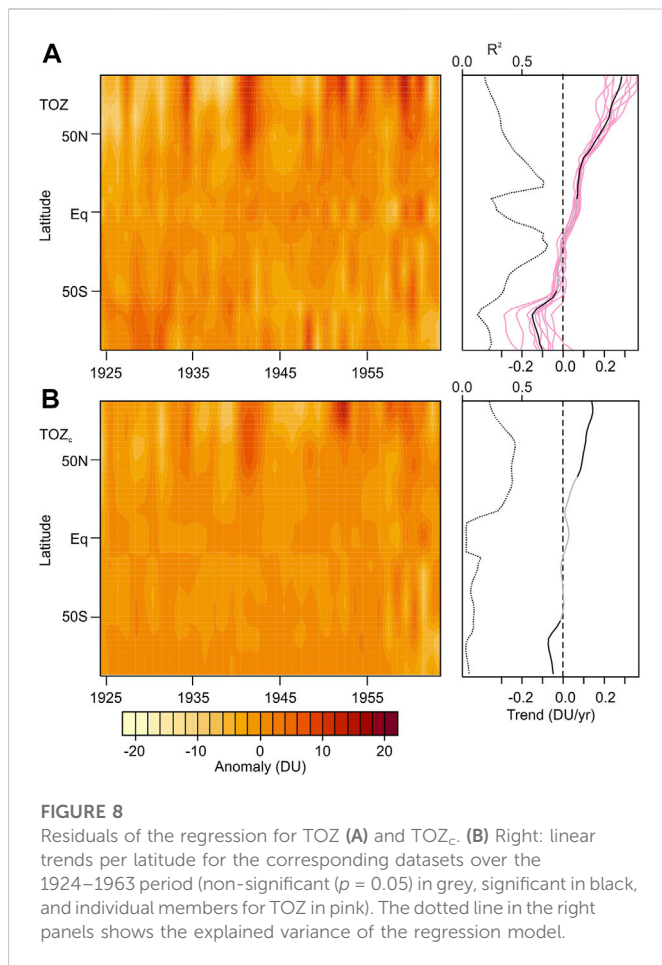 A
R²
0.0 0.5
TOZ
50N
Eq
50S
Latitude
1925 1935 1945 1955
-0.2 0.0 0.2
B
0.0 0.5
TOZc
50N
Eq
50S
Latitude
1925 1935 1945 1955
-0.2 0.0 0.2
Trend (DU/yr)
-20 -10 0 10 20
Anomaly (DU)
FIGURE 8
Residuals of the regression for TOZ (A) and TOZc. (B) Right: linear
trends per latitude for the corresponding datasets over the
1924–1963 period (non-significant (p = 0.05) in grey, significant in black,
and individual members for TOZ in pink). The dotted line in the right
panels shows the explained variance of the regression model.